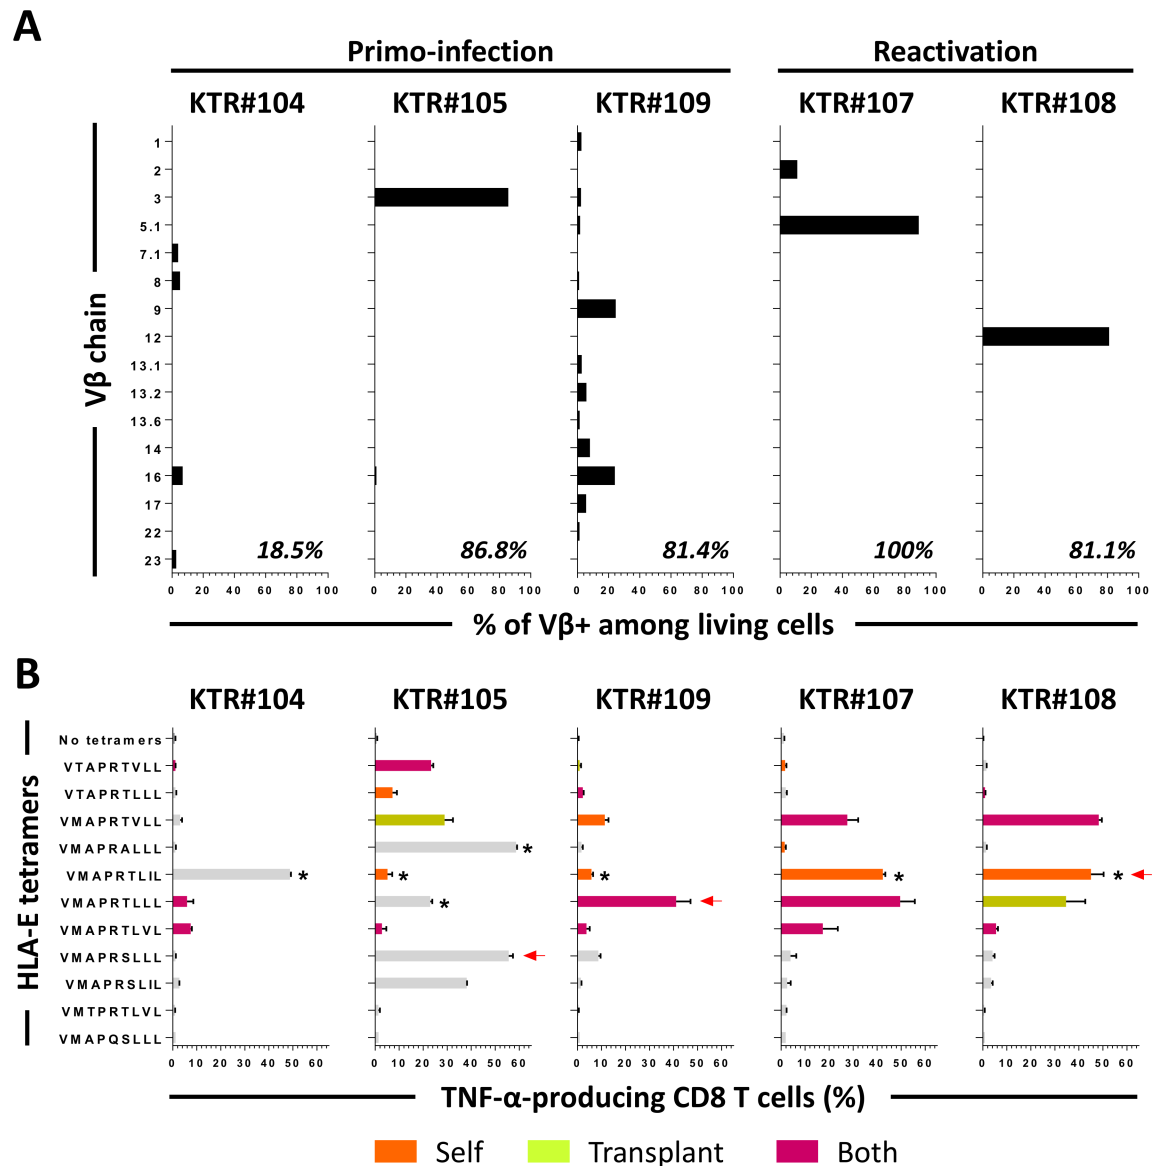 A
Primo-infection Reactivation
KTR#104 KTR#105 KTR#109 KTR#107 KTR#108
Vβ chain
1
2
3
5.1
7.1
8
9
12
13.1
13.2
13.6
14
16
17
22
23
18.5% 86.8% 81.4% 100% 81.1%
0 20 40 60 80 100 0 20 40 60 80 100 0 20 40 60 80 100 0 20 40 60 80 100 0 20 40 60 80 100
% of Vβ+ among living cells
B
KTR#104 KTR#105 KTR#109 KTR#107 KTR#108
HLA-E tetramers
No tetramers
VTAPRTVLL
VTAPRTLLL
VMAPRTVLL
VMAPRALLL *
VMAPRTLIL * * * * *
VMAPRTLLL *
VMAPRTLVL
VMAPRSLLL
VMAPRSLIL
VMTPRTLVL
VMAPQSLLL
0 10 20 30 40 50 60 0 10 20 30 40 50 60 0 10 20 30 40 50 60 0 10 20 30 40 50 60 0 10 20 30 40 50 60
TNF-α-producing CD8 T cells (%)
Self Transplant Both